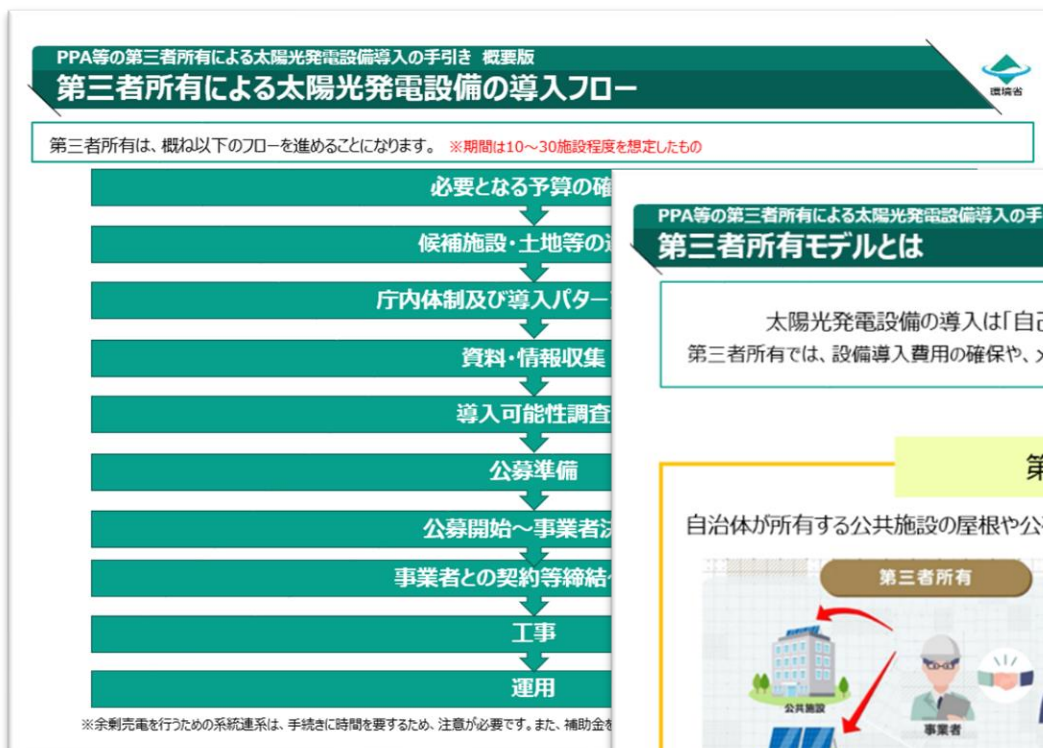 PPA等の第三者所有による太陽光発電設備導入の手引き 概要版
第三者所有による太陽光発電設備の導入フロー
環境省
第三者所有は、概ね以下のフローを進めることになります。 ※期間は10～30施設程度を想定したもの
必要となる予算の確
候補施設・土地等の
庁内体制及び導入パター
資料・情報収集
導入可能性調査
公募準備
公募開始～事業者決
事業者との契約等締結
工事
運用
※余剰売電を行うための系統連系は、手続きに時間を要するため、注意が必要です。また、補助金を
PPA等の第三者所有による太陽光発電設備導入の手
第三者所有モデルとは
太陽光発電設備の導入は「自己
第三者所有では、設備導入費用の確保や、メ
第
自治体が所有する公共施設の屋根や公
第三者所有
公共施設
事業者